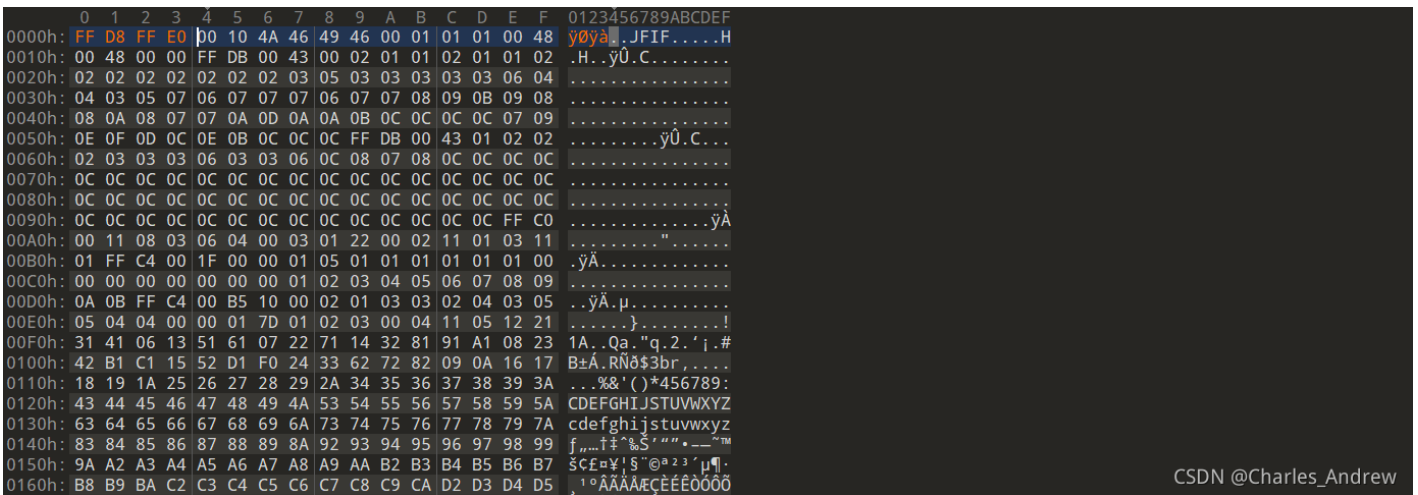 0 1 2 3 4 5 6 7 8 9 A B C D E F 0123456789ABCDEF
0000h: FF D8 FF E0 00 10 4A 46 49 46 00 01 01 01 00 48 ÿØÿà..JFIF.....H
0010h: 00 48 00 00 FF DB 00 43 00 02 01 01 02 01 01 02 .H..ÿÛ.C........
0020h: 02 02 02 02 02 02 02 02 03 05 03 03 03 03 03 06 04 ................
0030h: 04 03 05 07 06 07 07 07 06 07 07 08 09 0B 09 08 ................
0040h: 08 0A 08 07 07 0A 0D 0A 0A 0B 0C 0C 0C 0C 07 09 ................
0050h: 0E 0F 0D 0C 0E 0B 0C 0C 0C FF DB 00 43 01 02 02 .........ÿÛ.C...
0060h: 02 03 03 03 06 03 03 06 0C 08 07 08 0C 0C 0C 0C ................
0070h: 0C 0C 0C 0C 0C 0C 0C 0C 0C 0C 0C 0C 0C 0C 0C 0C ................
0080h: 0C 0C 0C 0C 0C 0C 0C 0C 0C 0C 0C 0C 0C 0C 0C 0C ................
0090h: 0C 0C 0C 0C 0C 0C 0C 0C 0C 0C 0C 0C 0C 0C FF C0 ..............ÿÀ
00A0h: 00 11 08 03 06 04 00 03 01 22 00 02 11 01 03 11 ........."......
00B0h: 01 FF C4 00 1F 00 00 01 05 01 01 01 01 01 01 00 .ÿÄ.............
00C0h: 00 00 00 00 00 00 00 01 02 03 04 05 06 07 08 09 ................
00D0h: 0A 0B FF C4 00 B5 10 00 02 01 03 03 02 04 03 05 ..ÿÄ.µ..........
00E0h: 05 04 04 00 00 01 7D 01 02 03 00 04 11 05 12 21 ......}........!
00F0h: 31 41 06 13 51 61 07 22 71 14 32 81 91 A1 08 23 1A..Qa."q.2.‘¡.#
0100h: 42 B1 C1 15 52 D1 F0 24 33 62 72 82 09 0A 16 17 B±Á.RÑð$3br‚....
0110h: 18 19 1A 25 26 27 28 29 2A 34 35 36 37 38 39 3A ...%&'()*456789:
0120h: 43 44 45 46 47 48 49 4A 53 54 55 56 57 58 59 5A CDEFGHIJSTUVWXYZ
0130h: 63 64 65 66 67 68 69 6A 73 74 75 76 77 78 79 7A cdefghijstuvwxyz
0140h: 83 84 85 86 87 88 89 8A 92 93 94 95 96 97 98 99 ƒ„…†‡ˆ‰Š’“”•–—˜™
0150h: 9A A2 A3 A4 A5 A6 A7 A8 A9 AA B2 B3 B4 B5 B6 B7 š¢£¤¥¦§¨©ª²³´µ¶·
0160h: B8 B9 BA C2 C3 C4 C5 C6 C7 C8 C9 CA D2 D3 D4 D5 ¸¹ºÂÃÄÅÆÇÈÉÊÒÓÔÕ
CSDN @Charles_Andrew